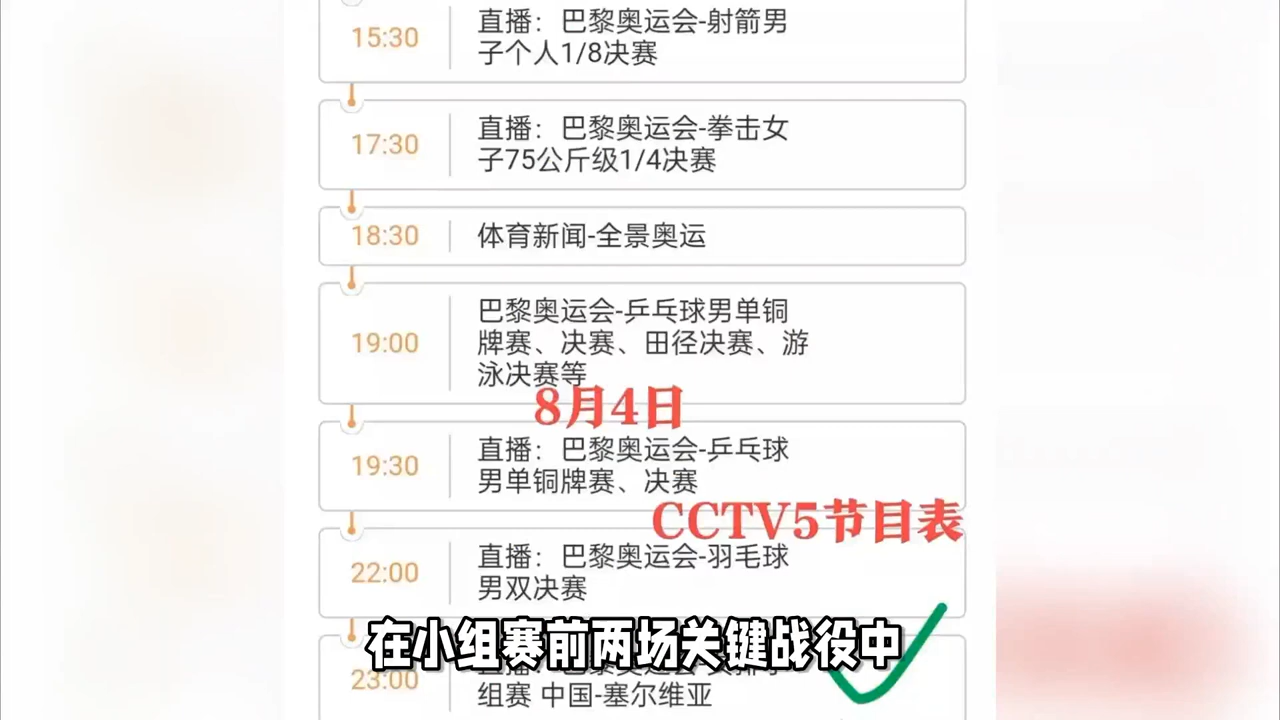 15:30
直播：巴黎奥运会-射箭男
子个人1/8决赛
17:30
直播：巴黎奥运会-拳击女
子75公斤级1/4决赛
18:30
体育新闻-全景奥运
19:00
巴黎奥运会-乒乓球男单铜
牌赛、决赛、田径决赛、游
泳决赛等
8月4日
19:30
直播：巴黎奥运会-乒乓球
男单铜牌赛、决赛
CCTV5节目表
22:00
直播：巴黎奥运会-羽毛球
男双决赛
在小组赛前两场关键战役中
23:00
组赛 中国-塞尔维亚